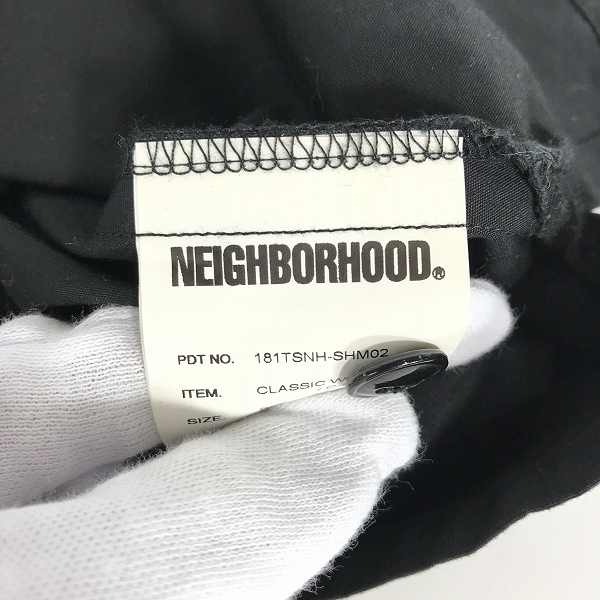 NEIGHBORHOOD®
PDT NO. 181TSNH-SHM02
ITEM. CLASSIC
SIZE.